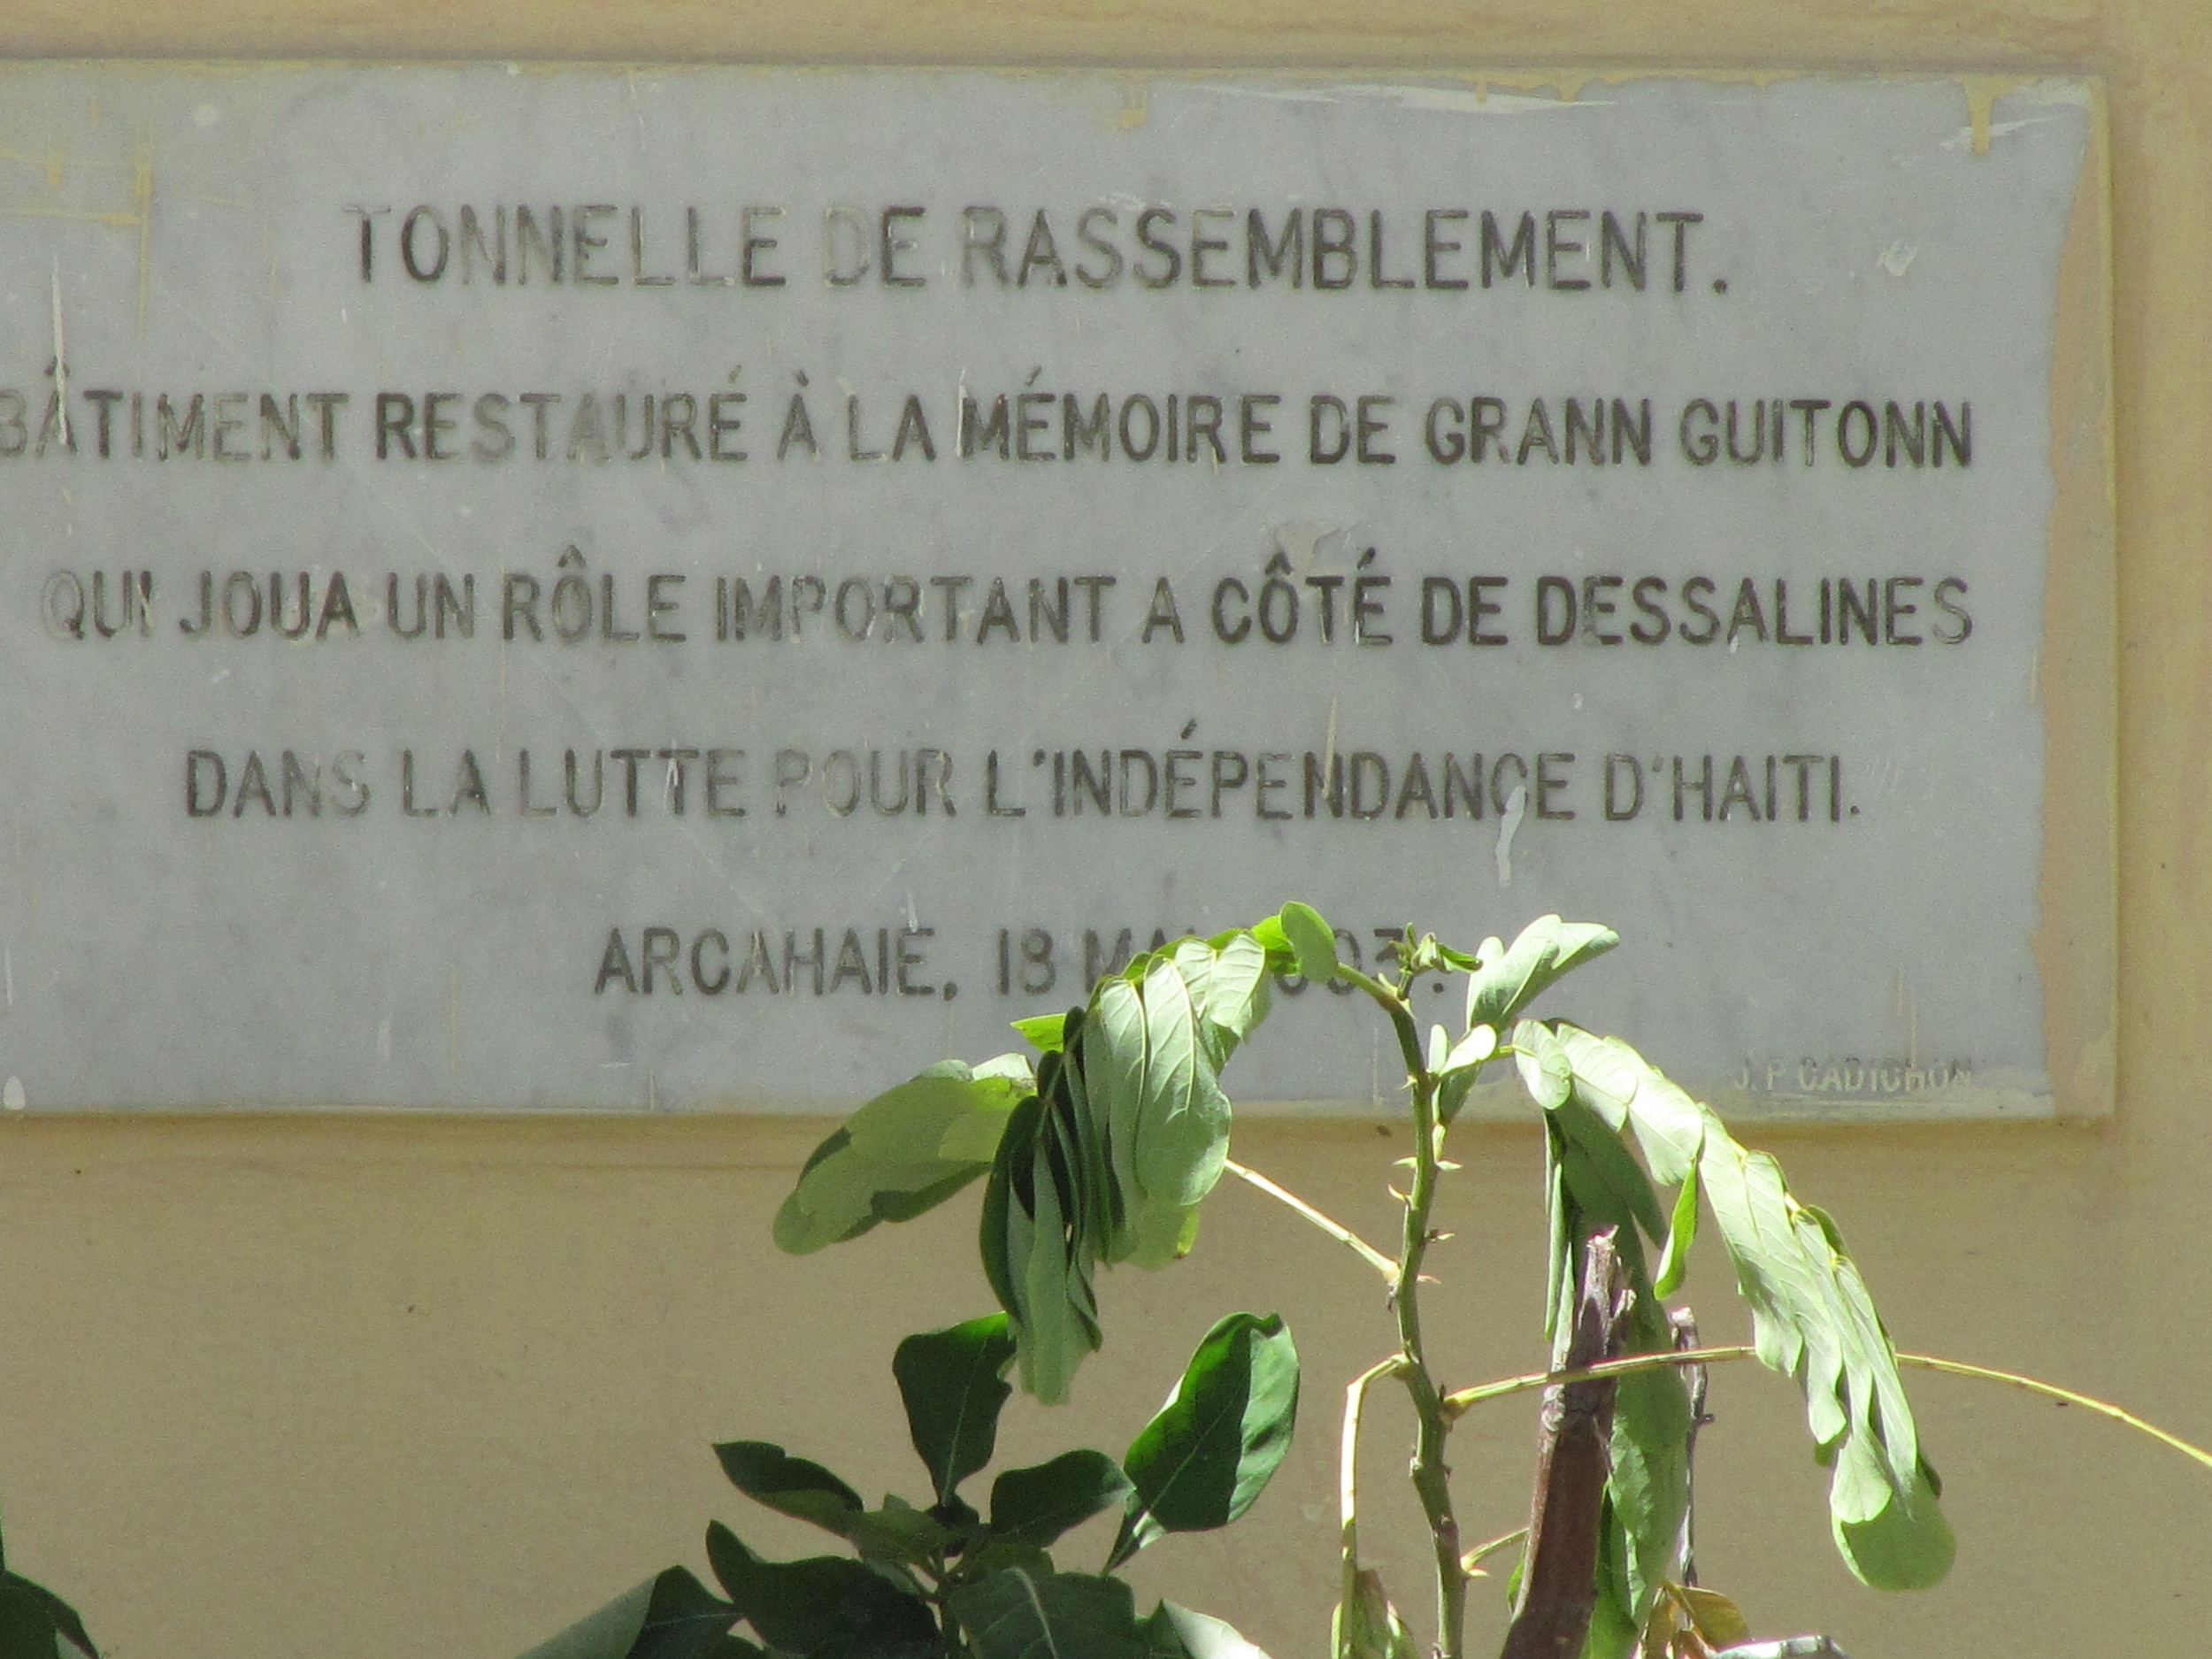 TONNELLE DE RASSEMBLEMENT.
BÂTIMENT RESTAURÉ À LA MÉMOIRE DE GRANN GUITONN
QUI JOUA UN RÔLE IMPORTANT A CÔTÉ DE DESSALINES
DANS LA LUTTE POUR L'INDÉPENDANCE D'HAITI.
ARCAHAIE, 18 MAI
J.P CADICHON